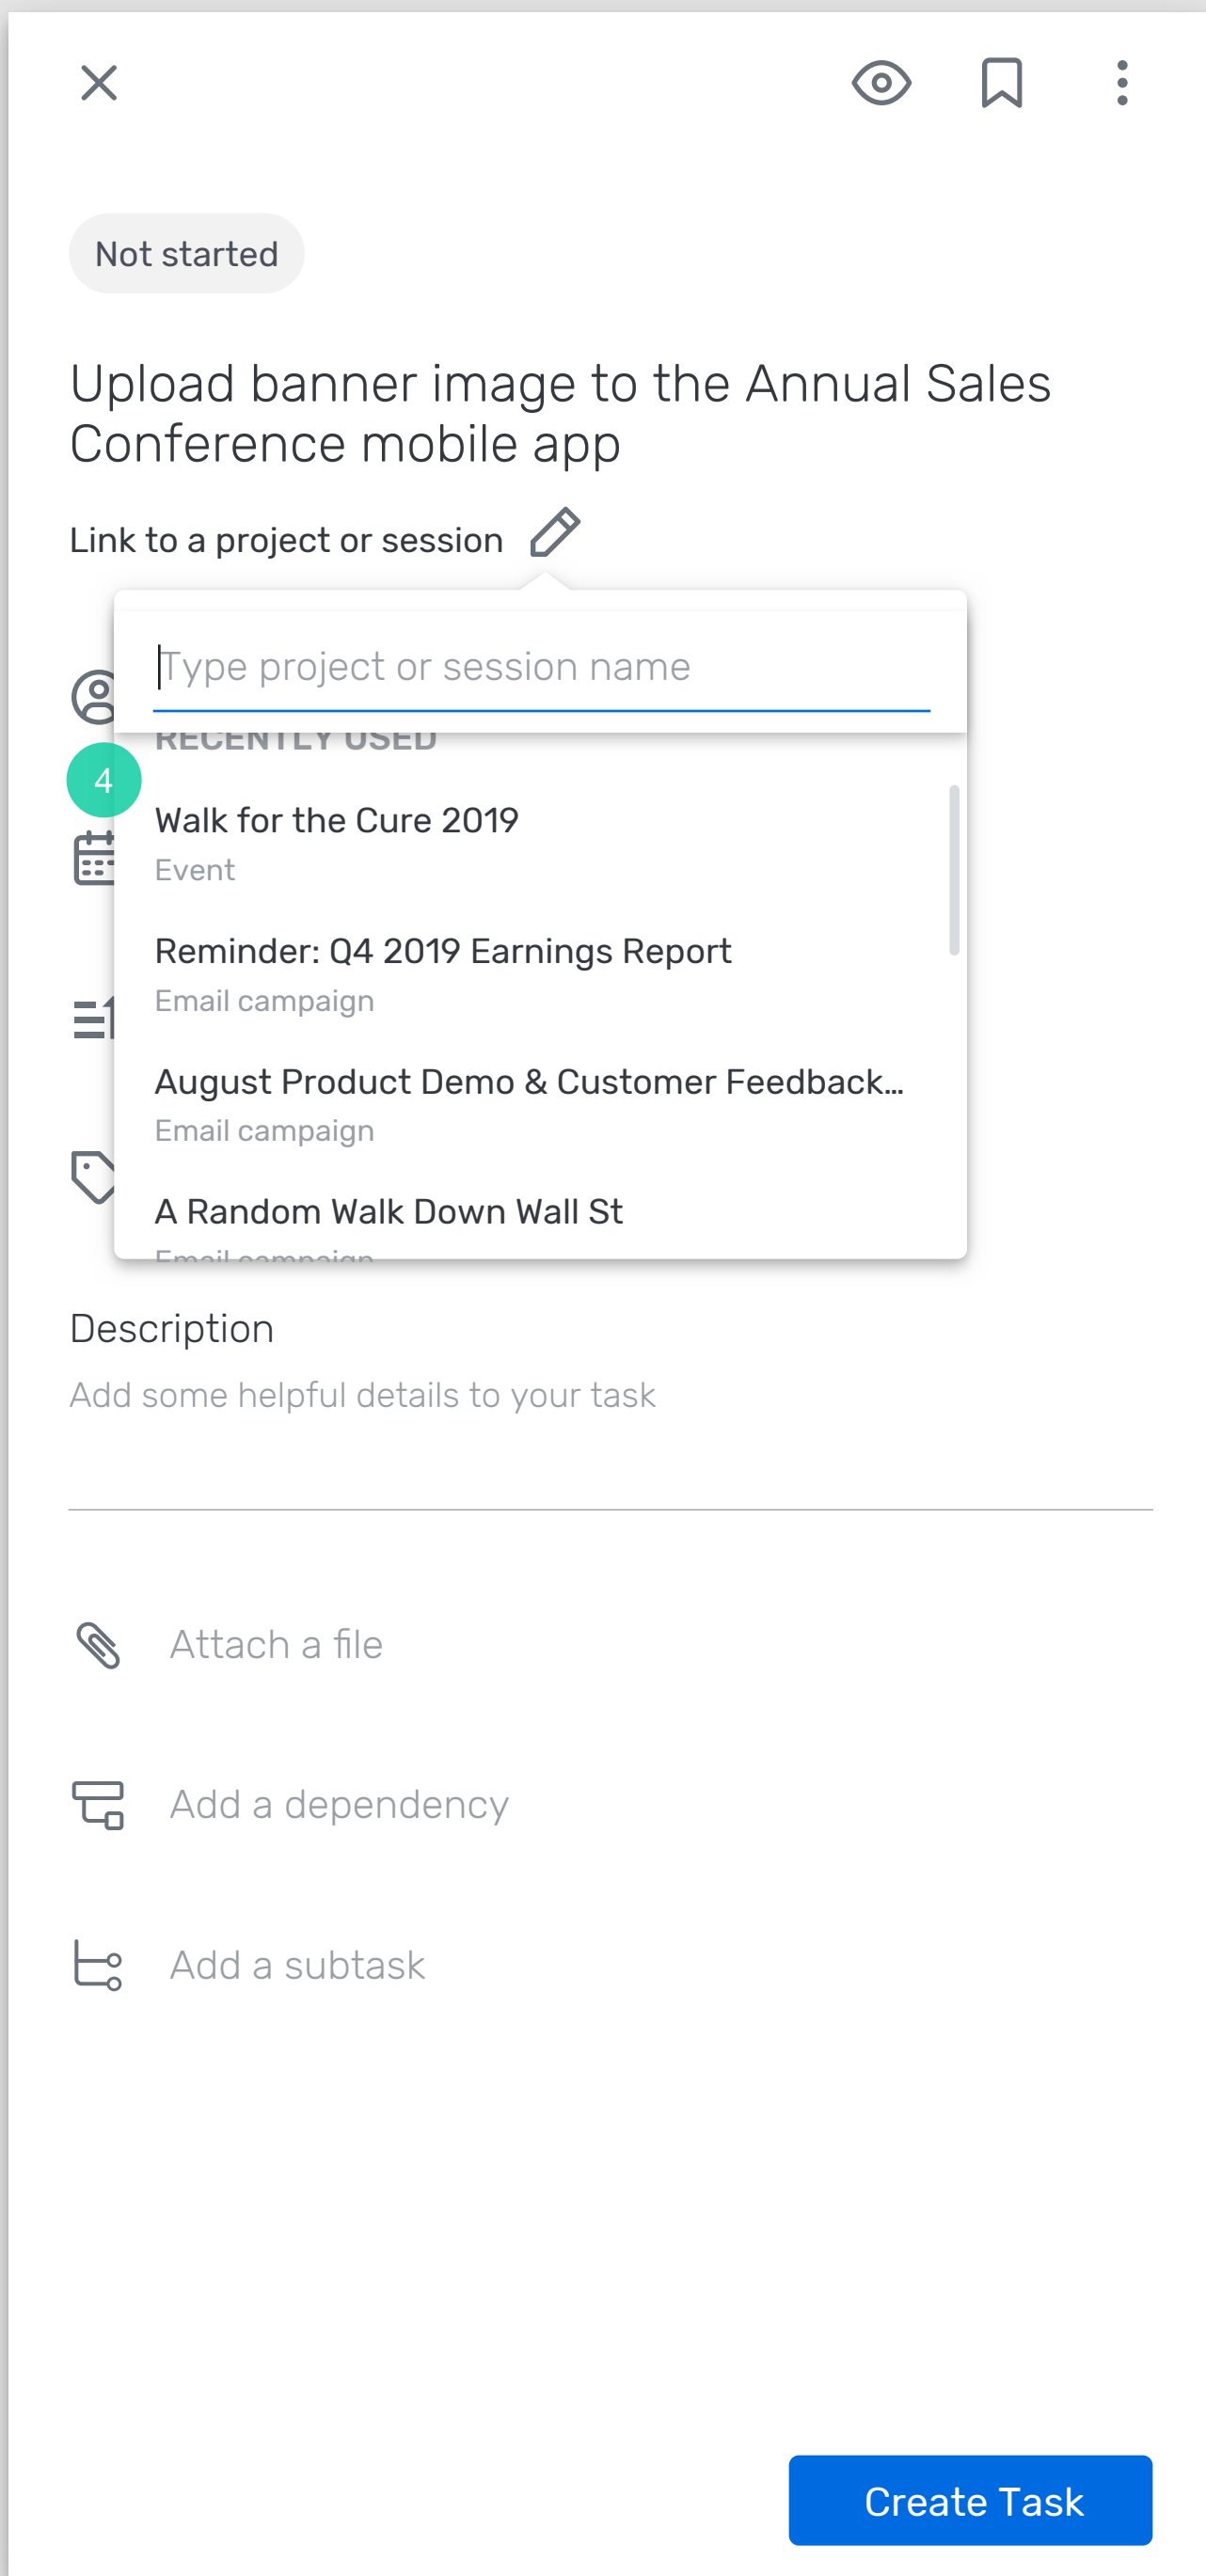 Not started
Upload banner image to the Annual Sales
Conference mobile app
Link to a project or session
Type project or session name
RECENTLY USED
4
Walk for the Cure 2019
Event
Reminder: Q4 2019 Earnings Report
Email campaign
August Product Demo & Customer Feedback...
Email campaign
A Random Walk Down Wall St
Email campaign
Description
Add some helpful details to your task
Attach a file
Add a dependency
Add a subtask
Create Task